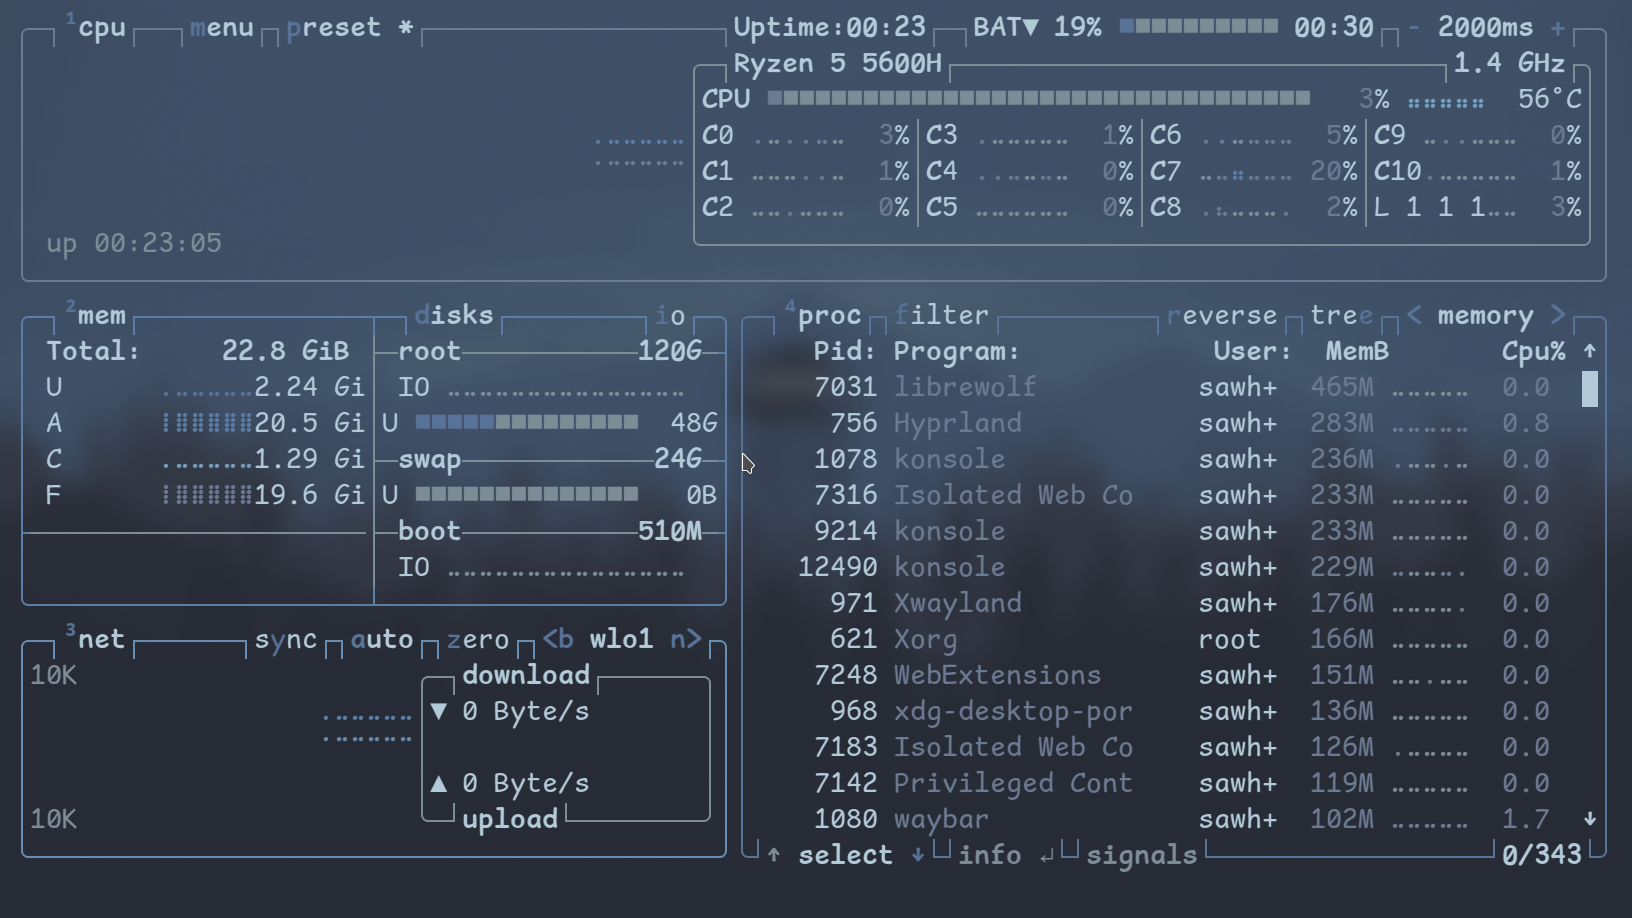 1cpu menu preset * Uptime:00:23 BAT▼ 19% 00:30 - 2000ms +
Ryzen 5 5600H 1.4 GHz
CPU 3% 56°C
C0 3% C3 1% C6 5% C9 0%
C1 1% C4 0% C7 20% C10 1%
C2 0% C5 0% C8 2% L 1 1 1 3%
up 00:23:05
2mem disks io
Total: 22.8 GiB root 120G
U 2.24 Gi IO
A 20.5 Gi U 48G
C 1.29 Gi swap 24G
F 19.6 Gi U 0B
boot 510M
IO
3net sync auto zero <b wlo1 n>
10K download
▼ 0 Byte/s
▲ 0 Byte/s
10K upload
4proc filter reverse tree < memory >
Pid: Program: User: MemB Cpu% ↑
7031 librewolf sawh+ 465M 0.0
756 Hyprland sawh+ 283M 0.8
1078 konsole sawh+ 236M 0.0
7316 Isolated Web Co sawh+ 233M 0.0
9214 konsole sawh+ 233M 0.0
12490 konsole sawh+ 229M 0.0
971 Xwayland sawh+ 176M 0.0
621 Xorg root 166M 0.0
7248 WebExtensions sawh+ 151M 0.0
968 xdg-desktop-por sawh+ 136M 0.0
7183 Isolated Web Co sawh+ 126M 0.0
7142 Privileged Cont sawh+ 119M 0.0
1080 waybar sawh+ 102M 1.7 ↓
↑ select ↓ info ↲ signals 0/343